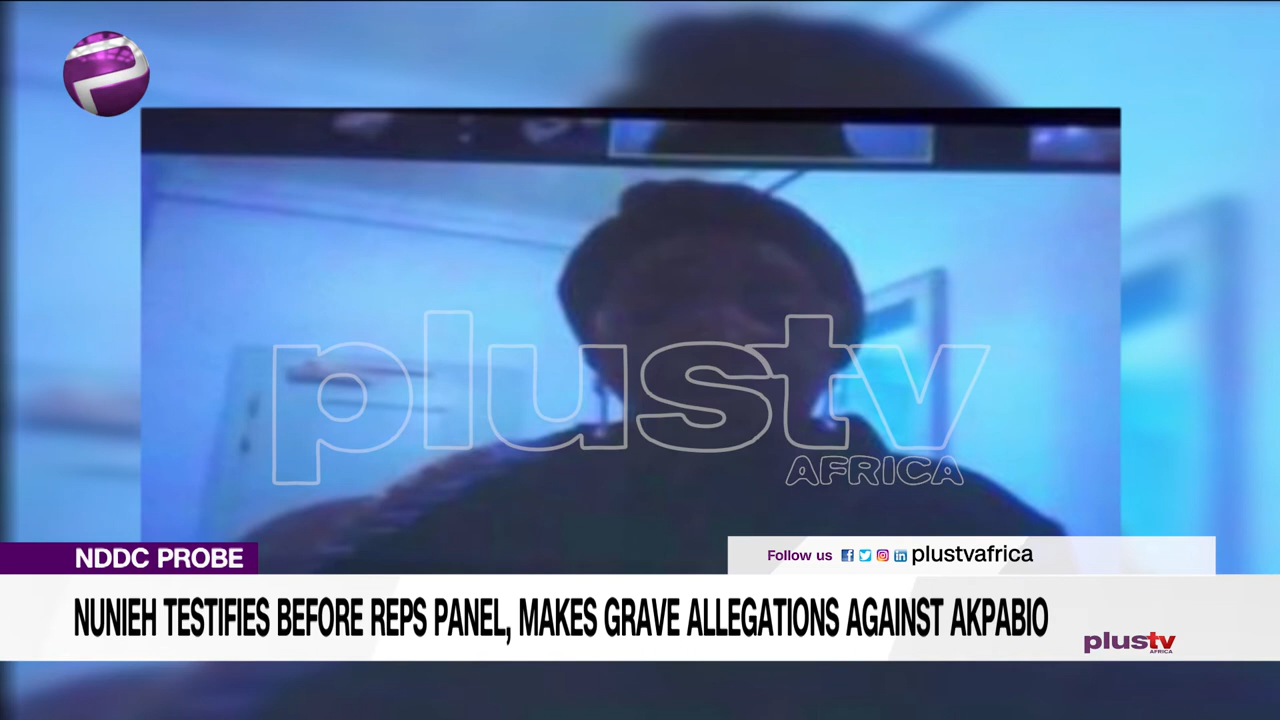 plustv
AFRICA
NDDC PROBE
Follow us plustvafrica
NUNIEH TESTIFIES BEFORE REPS PANEL, MAKES GRAVE ALLEGATIONS AGAINST AKPABIO
plustv
AFRICA